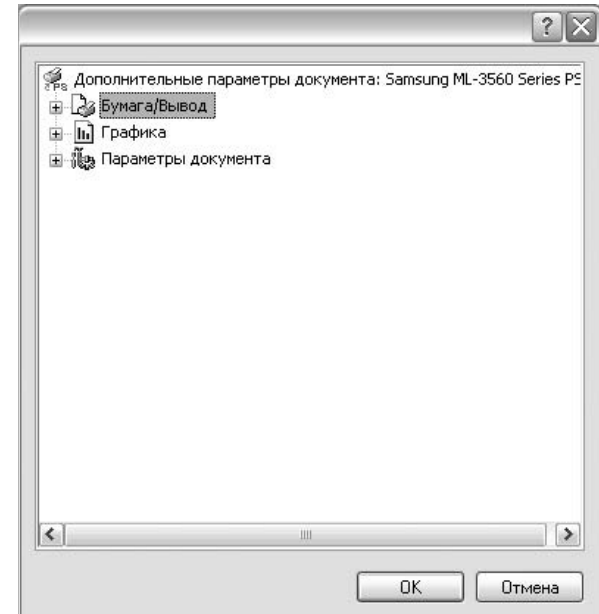 Дополнительные параметры документа: Samsung ML-3560 Series PS
Бумага/Вывод
Графика
Параметры документа
OK
Отмена